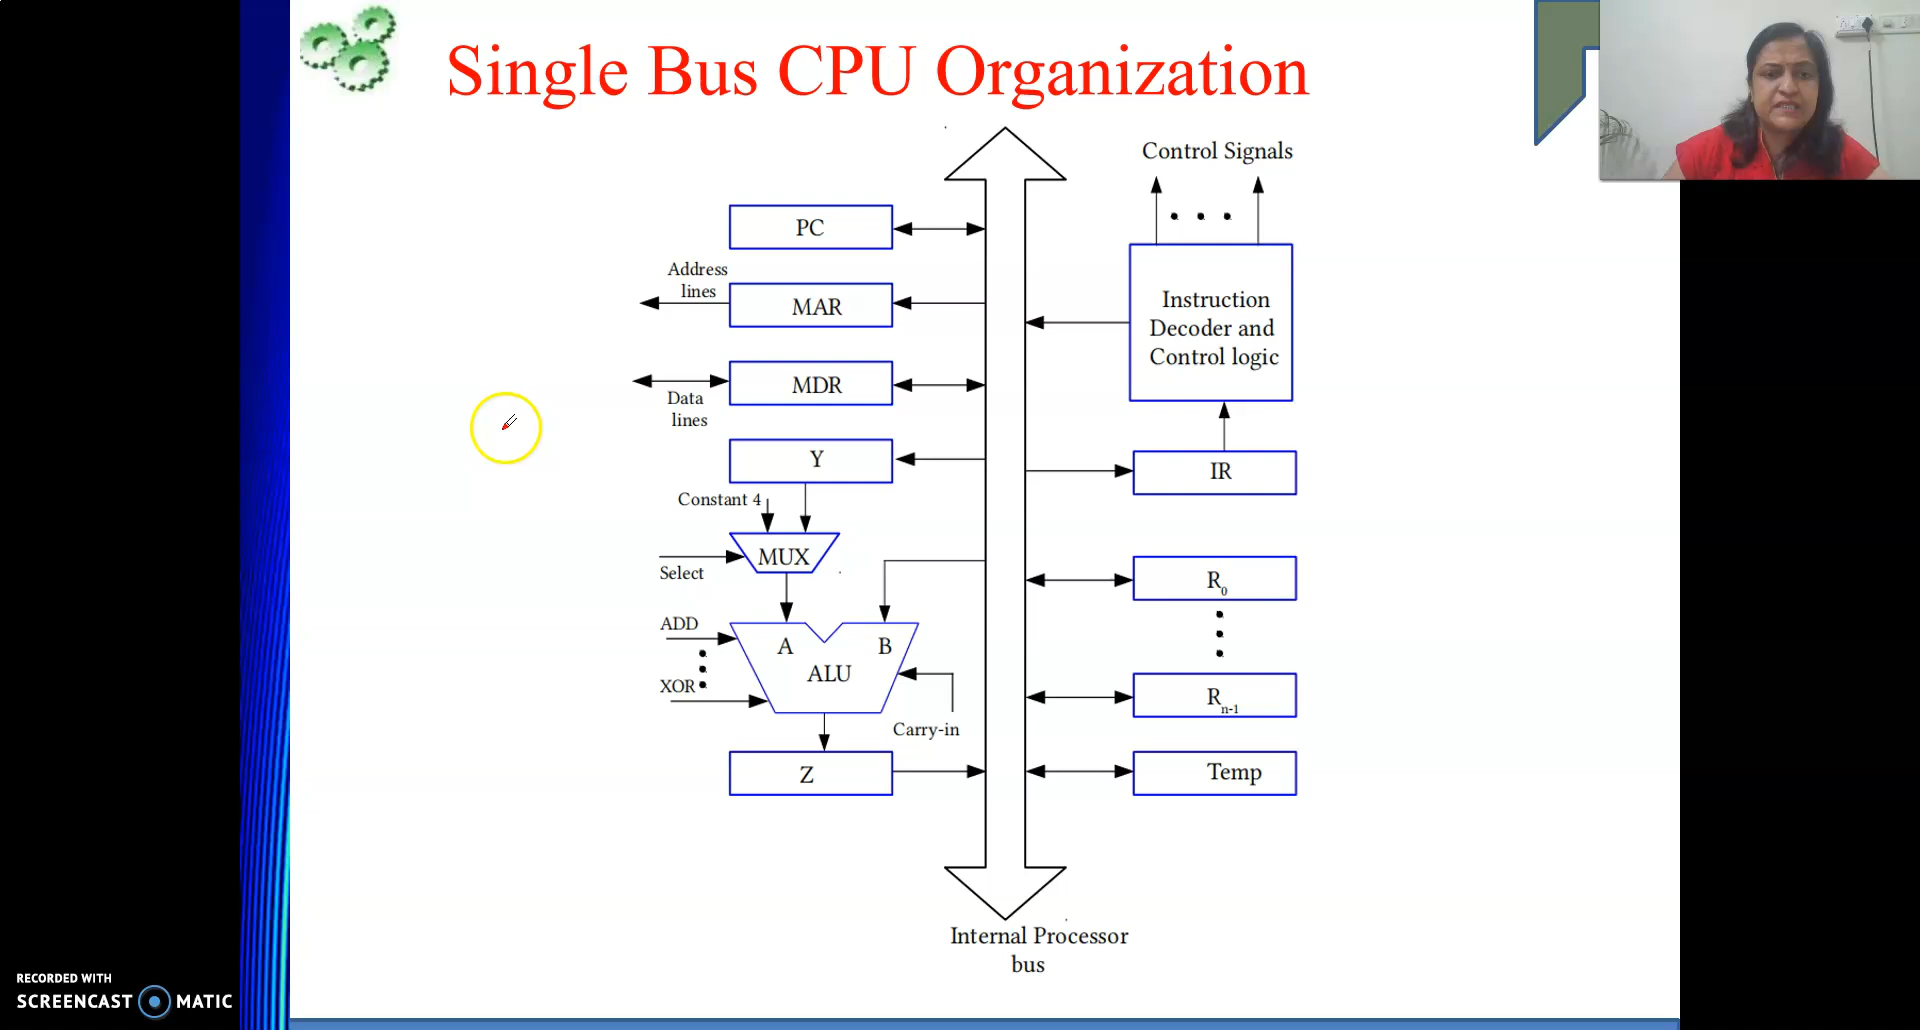 Single Bus CPU Organization
Control Signals
PC
Address
lines
MAR
Instruction
Decoder and
Control logic
MDR
Data
lines
Y
IR
Constant 4
MUX
Select
R0
ADD
A
B
ALU
XOR
Rn-1
Carry-in
Z
Temp
Internal Processor
bus
RECORDED WITH
SCREENCAST MATIC